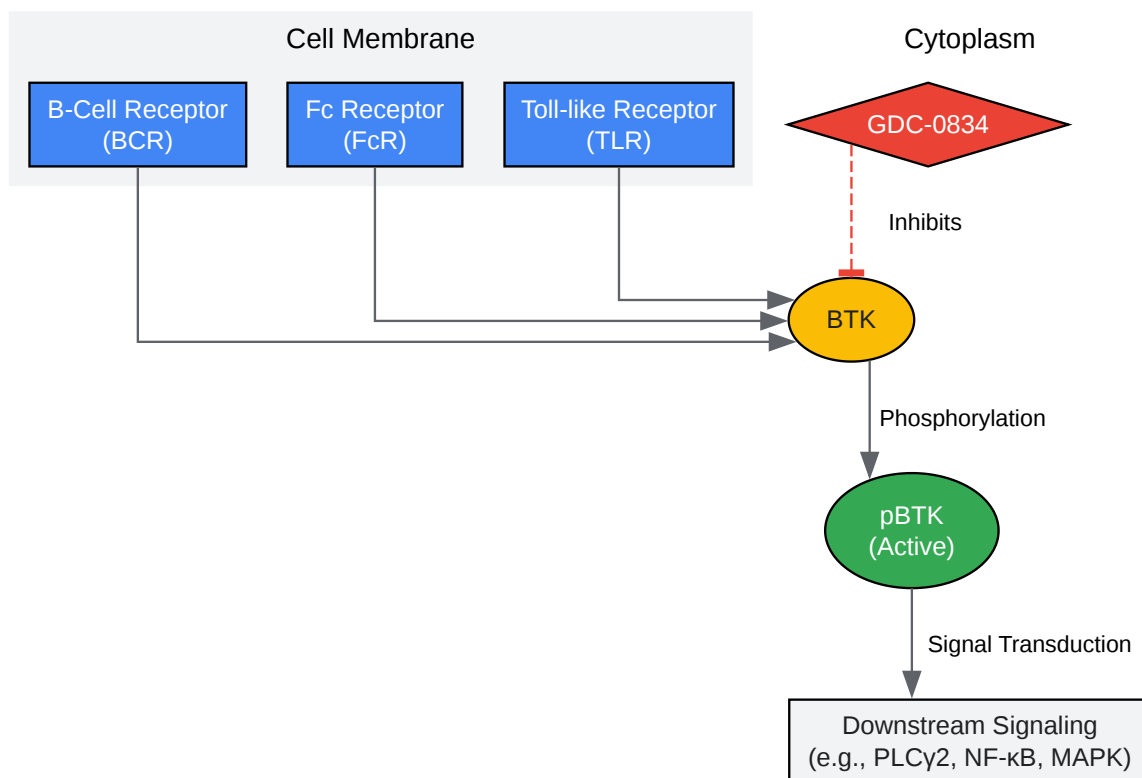 Cell Membrane
Cytoplasm
B-Cell Receptor
(BCR)
Fc Receptor
(FcR)
Toll-like Receptor
(TLR)
GDC-0834
Inhibits
BTK
Phosphorylation
pBTK
(Active)
Signal Transduction
Downstream Signaling
(e.g., PLCγ2, NF-κB, MAPK)